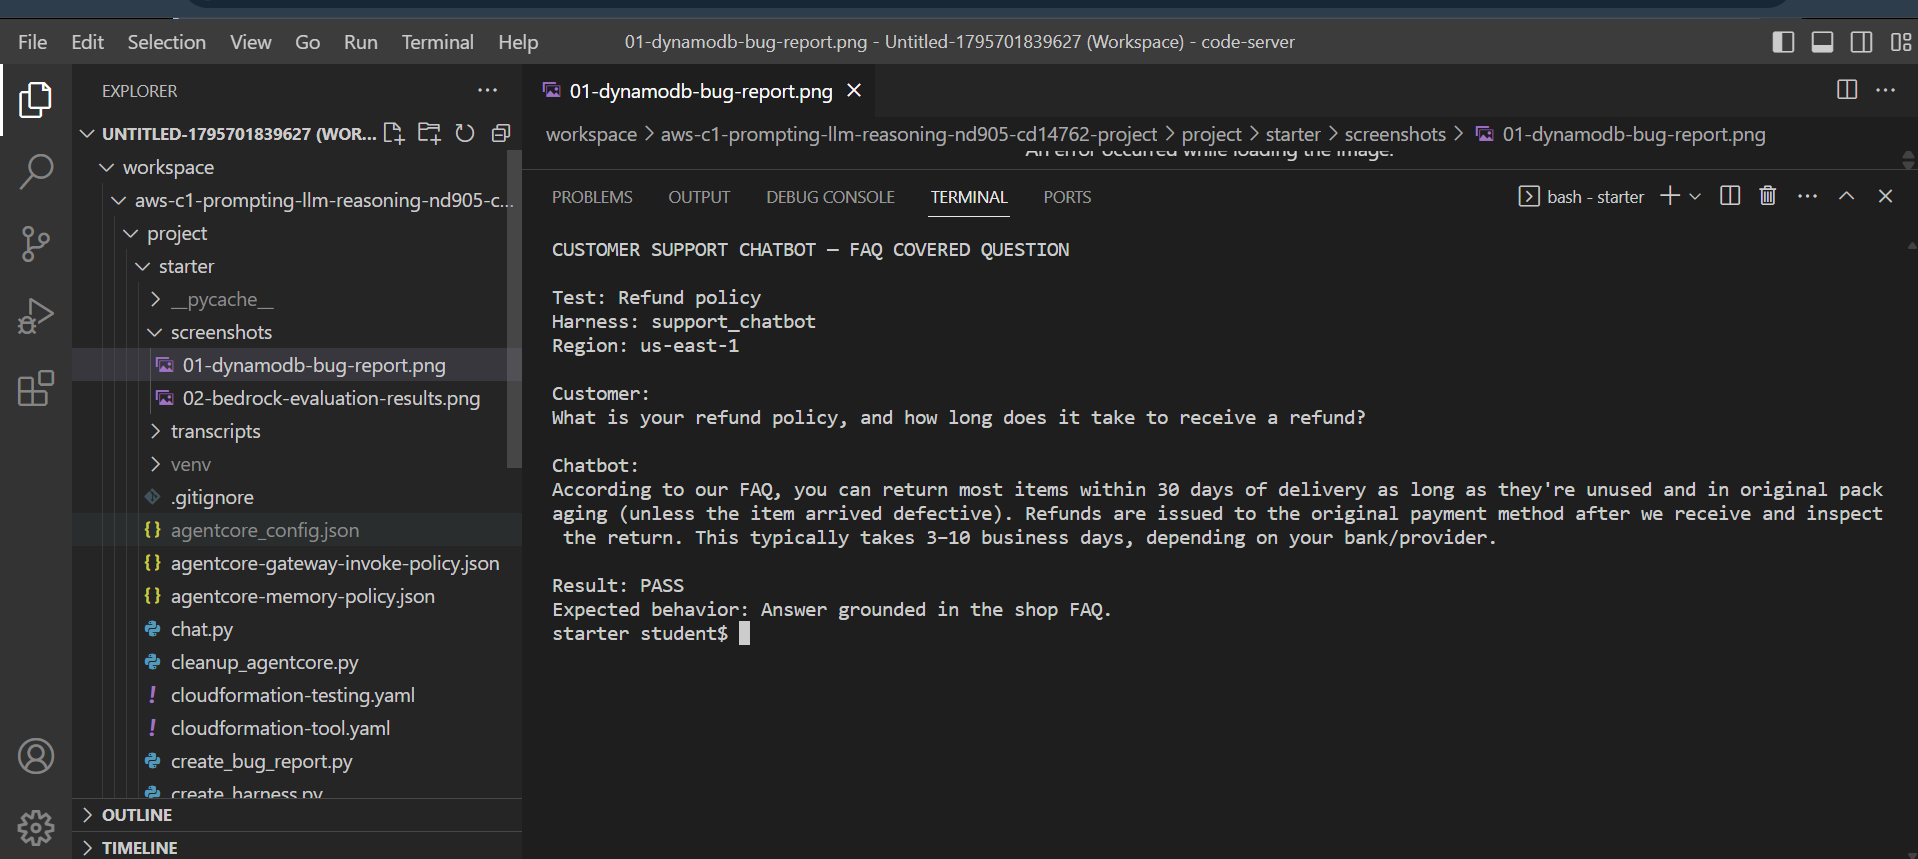 File Edit Selection View Go Run Terminal Help
01-dynamodb-bug-report.png - Untitled-1795701839627 (Workspace) - code-server
EXPLORER
UNTITLED-1795701839627 (WOR...
workspace
aws-c1-prompting-llm-reasoning-nd905-c...
project
starter
__pycache__
screenshots
01-dynamodb-bug-report.png
02-bedrock-evaluation-results.png
transcripts
venv
.gitignore
agentcore_config.json
agentcore-gateway-invoke-policy.json
agentcore-memory-policy.json
chat.py
cleanup_agentcore.py
cloudformation-testing.yaml
cloudformation-tool.yaml
create_bug_report.py
create_harness.py
OUTLINE
TIMELINE
01-dynamodb-bug-report.png
workspace > aws-c1-prompting-llm-reasoning-nd905-cd14762-project > project > starter > screenshots > 01-dynamodb-bug-report.png
An error occurred while loading the image.
PROBLEMS OUTPUT DEBUG CONSOLE TERMINAL PORTS
bash - starter
CUSTOMER SUPPORT CHATBOT — FAQ COVERED QUESTION
Test: Refund policy
Harness: support_chatbot
Region: us-east-1
Customer:
What is your refund policy, and how long does it take to receive a refund?
Chatbot:
According to our FAQ, you can return most items within 30 days of delivery as long as they're unused and in original pack
aging (unless the item arrived defective). Refunds are issued to the original payment method after we receive and inspect
the return. This typically takes 3–10 business days, depending on your bank/provider.
Result: PASS
Expected behavior: Answer grounded in the shop FAQ.
starter student$